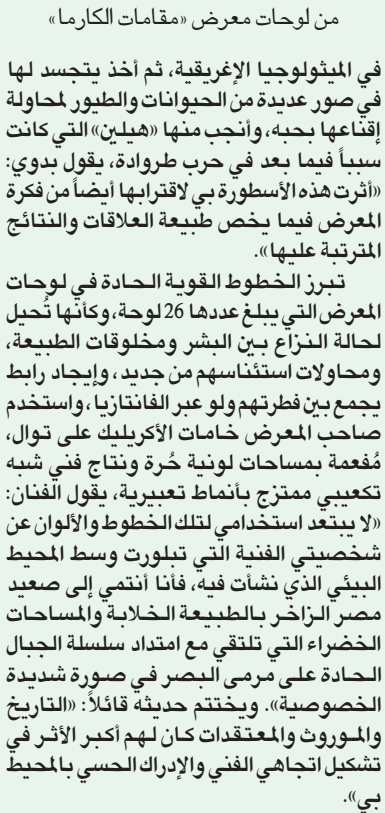 من لوحات معرض «مقامات الكارما»
في الميثولوجيا الإغريقية، ثم أخذ يتجسد لها
في صور عديدة من الحيوانات والطيور لمحاولة
إقناعها بحبه، وأنجب منها «هيلين» التي كانت
سبباً فيما بعد في حرب طروادة، يقول بدوي:
«أثرت هذه الأسطورة بي لاقترابها أيضاً من فكرة
المعرض فيما يخص طبيعة العلاقات والنتائج
المترتبة عليها».
تبرز الخطوط القوية الحادة في لوحات
المعرض التي يبلغ عددها 26 لوحة، وكأنها تُحيل
لحالة النزاع بين البشر ومخلوقات الطبيعة،
ومحاولات استئناسهم من جديد، وإيجاد رابط
يجمع بين فطرتهم ولو عبر الفانتازيا، واستخدم
صاحب المعرض خامات الأكريليك على توال،
مُفعمة بمساحات لونية حُرة ونتاج فني شبه
تكعيبي ممتزج بأنماط تعبيرية، يقول الفنان:
«لا يبتعد استخدامي لتلك الخطوط والألوان عن
شخصيتي الفنية التي تبلورت وسط المحيط
البيئي الذي نشأت فيه، فأنا أنتمي إلى صعيد
مصر الزاخر بالطبيعة الخلابة والمساحات
الخضراء التي تلتقي مع امتداد سلسلة الجبال
الحادة على مرمى البصر في صورة شديدة
الخصوصية». ويختتم حديثه قائلاً: «التاريخ
والموروث والمعتقدات كان لهم أكبر الأثر في
تشكيل اتجاهي الفني والإدراك الحسي بالمحيط
بي».